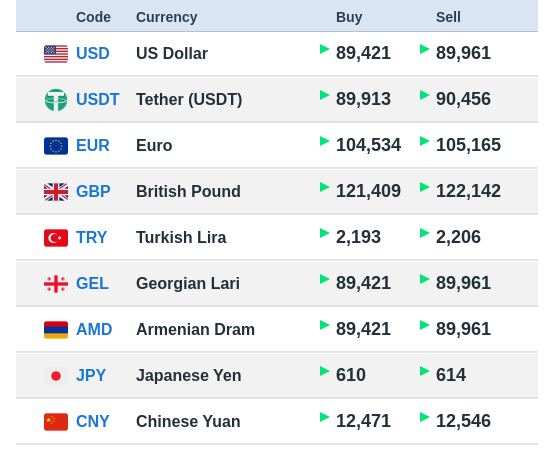 Code Currency Buy Sell
USD US Dollar 89,421 89,961
USDT Tether (USDT) 89,913 90,456
EUR Euro 104,534 105,165
GBP British Pound 121,409 122,142
TRY Turkish Lira 2,193 2,206
GEL Georgian Lari 89,421 89,961
AMD Armenian Dram 89,421 89,961
JPY Japanese Yen 610 614
CNY Chinese Yuan 12,471 12,546